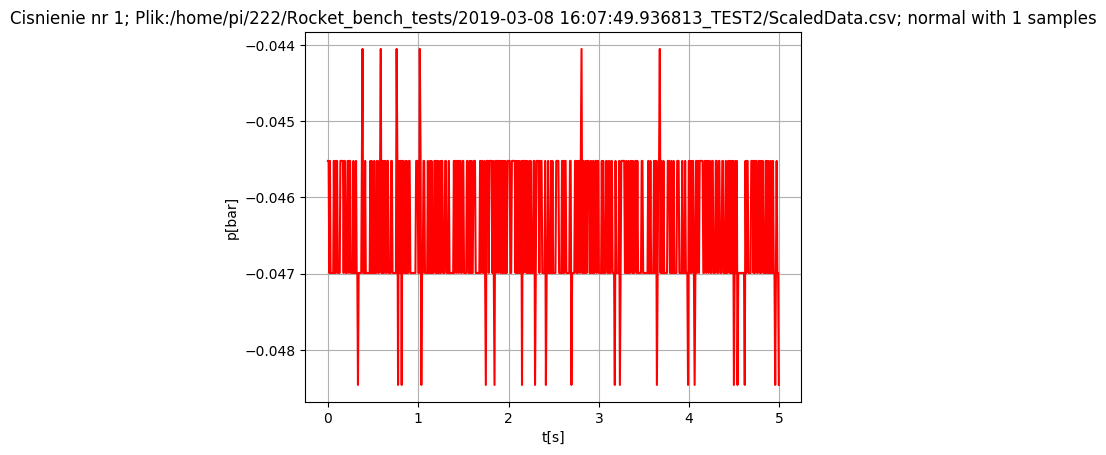 Cisnienie nr 1; Plik:/home/pi/222/Rocket_bench_tests/2019-03-08 16:07:49.936813_TEST2/ScaledData.csv; normal with 1 samples
−0.044
−0.045
−0.046
−0.047
−0.048
p[bar]
0 1 2 3 4 5
t[s]